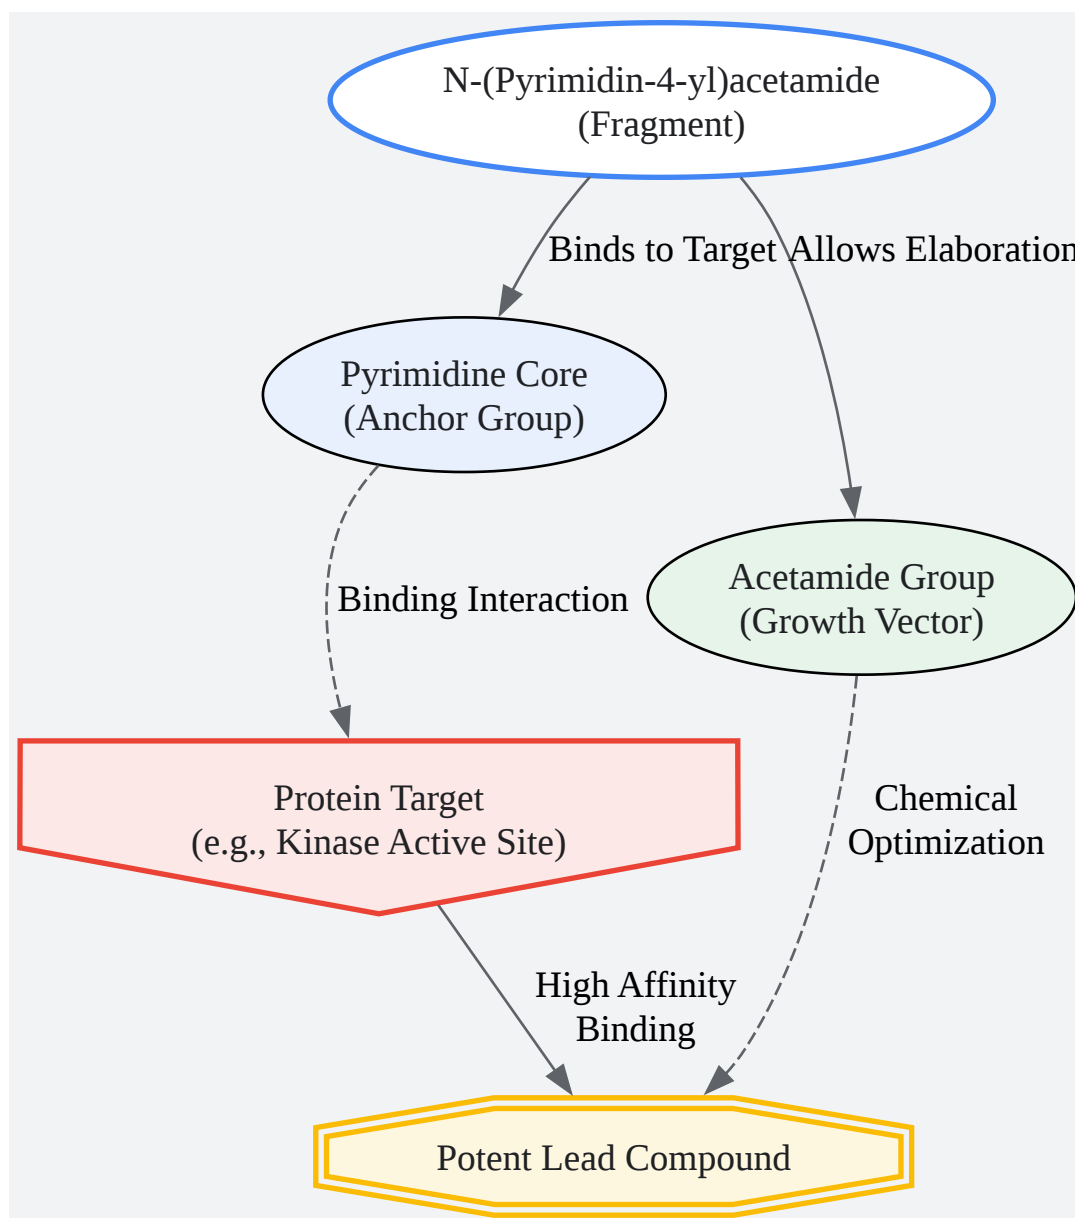 N-(Pyrimidin-4-yl)acetamide
(Fragment)
Binds to Target
Allows Elaboration
Pyrimidine Core
(Anchor Group)
Binding Interaction
Acetamide Group
(Growth Vector)
Protein Target
(e.g., Kinase Active Site)
Chemical
Optimization
High Affinity
Binding
Potent Lead Compound